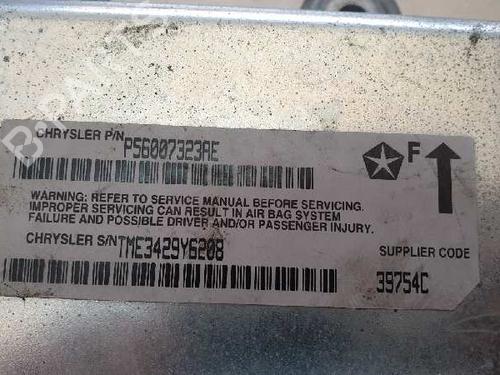 CHRYSLER P/N P56007323AE
F
WARNING: REFER TO SERVICE MANUAL BEFORE SERVICING.
IMPROPER SERVICING CAN RESULT IN AIR BAG SYSTEM
FAILURE AND POSSIBLE DRIVER AND/OR PASSENGER INJURY.
CHRYSLER S/N TME3429Y6208
SUPPLIER CODE
39754C